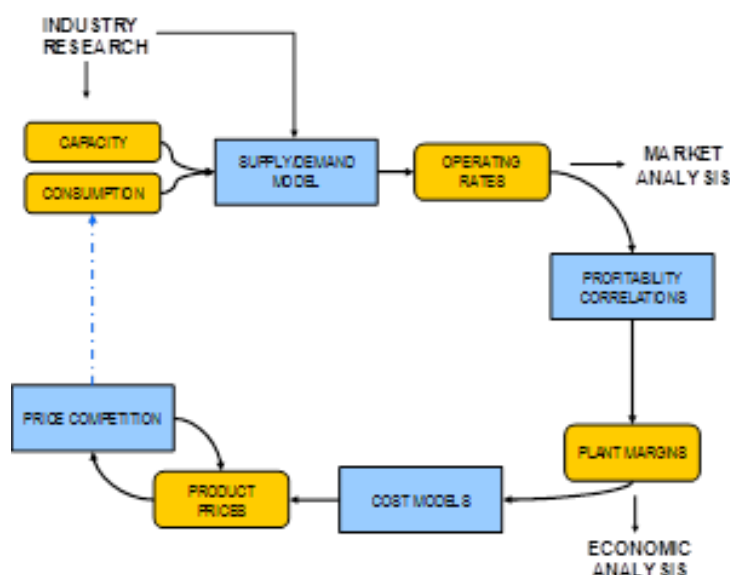 INDUSTRY
RESEARCH
CAPACITY
CONSUMPTION
SUPPLY/DEMAND
MODEL
OPERATING
RATES
MARKET
ANALYSIS
PROFITABILITY
CORRELATIONS
PRICE COMPETITION
PRODUCT
PRICES
COST MODELS
PLANT MARGINS
ECONOMIC
ANALYSIS